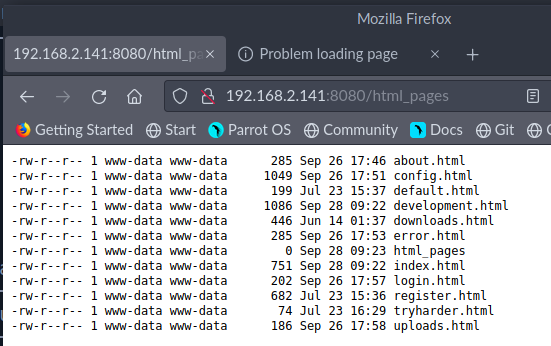 Mozilla Firefox
192.168.2.141:8080/html_pa
Problem loading page
192.168.2.141:8080/html_pages
Getting Started Start Parrot OS Community Docs Git
-rw-r--r-- 1 www-data www-data 285 Sep 26 17:46 about.html
-rw-r--r-- 1 www-data www-data 1049 Sep 26 17:51 config.html
-rw-r--r-- 1 www-data www-data 199 Jul 23 15:37 default.html
-rw-r--r-- 1 www-data www-data 1086 Sep 28 09:22 development.html
-rw-r--r-- 1 www-data www-data 446 Jun 14 01:37 downloads.html
-rw-r--r-- 1 www-data www-data 285 Sep 26 17:53 error.html
-rw-r--r-- 1 www-data www-data 0 Sep 28 09:23 html_pages
-rw-r--r-- 1 www-data www-data 751 Sep 28 09:22 index.html
-rw-r--r-- 1 www-data www-data 202 Sep 26 17:57 login.html
-rw-r--r-- 1 www-data www-data 682 Jul 23 15:36 register.html
-rw-r--r-- 1 www-data www-data 74 Jul 23 16:29 tryharder.html
-rw-r--r-- 1 www-data www-data 186 Sep 26 17:58 uploads.html